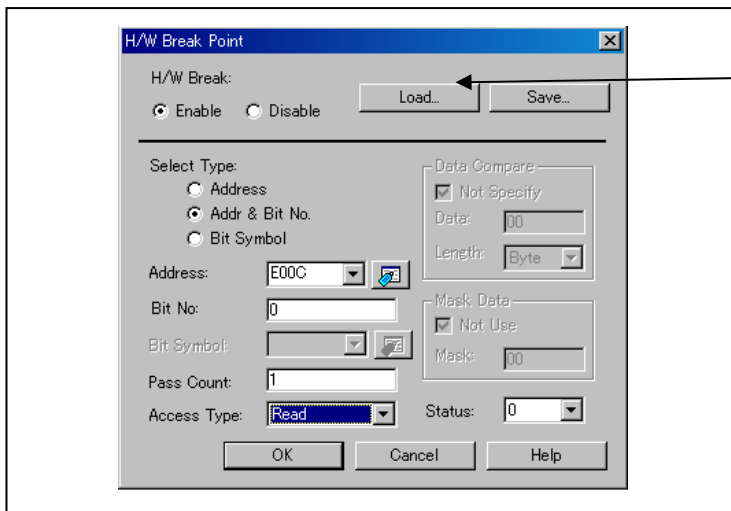 H/W Break Point
H/W Break:
Enable Disable
Load... Save...
Select Type:
Address
Addr & Bit No.
Bit Symbol
Data Compare
Not Specify
Data: 00
Length: Byte
Address: E00C
Bit No: 0
Bit Symbol:
Mask Data
Not Use
Mask: 00
Pass Count: 1
Access Type: Read
Status: 0
OK Cancel Help